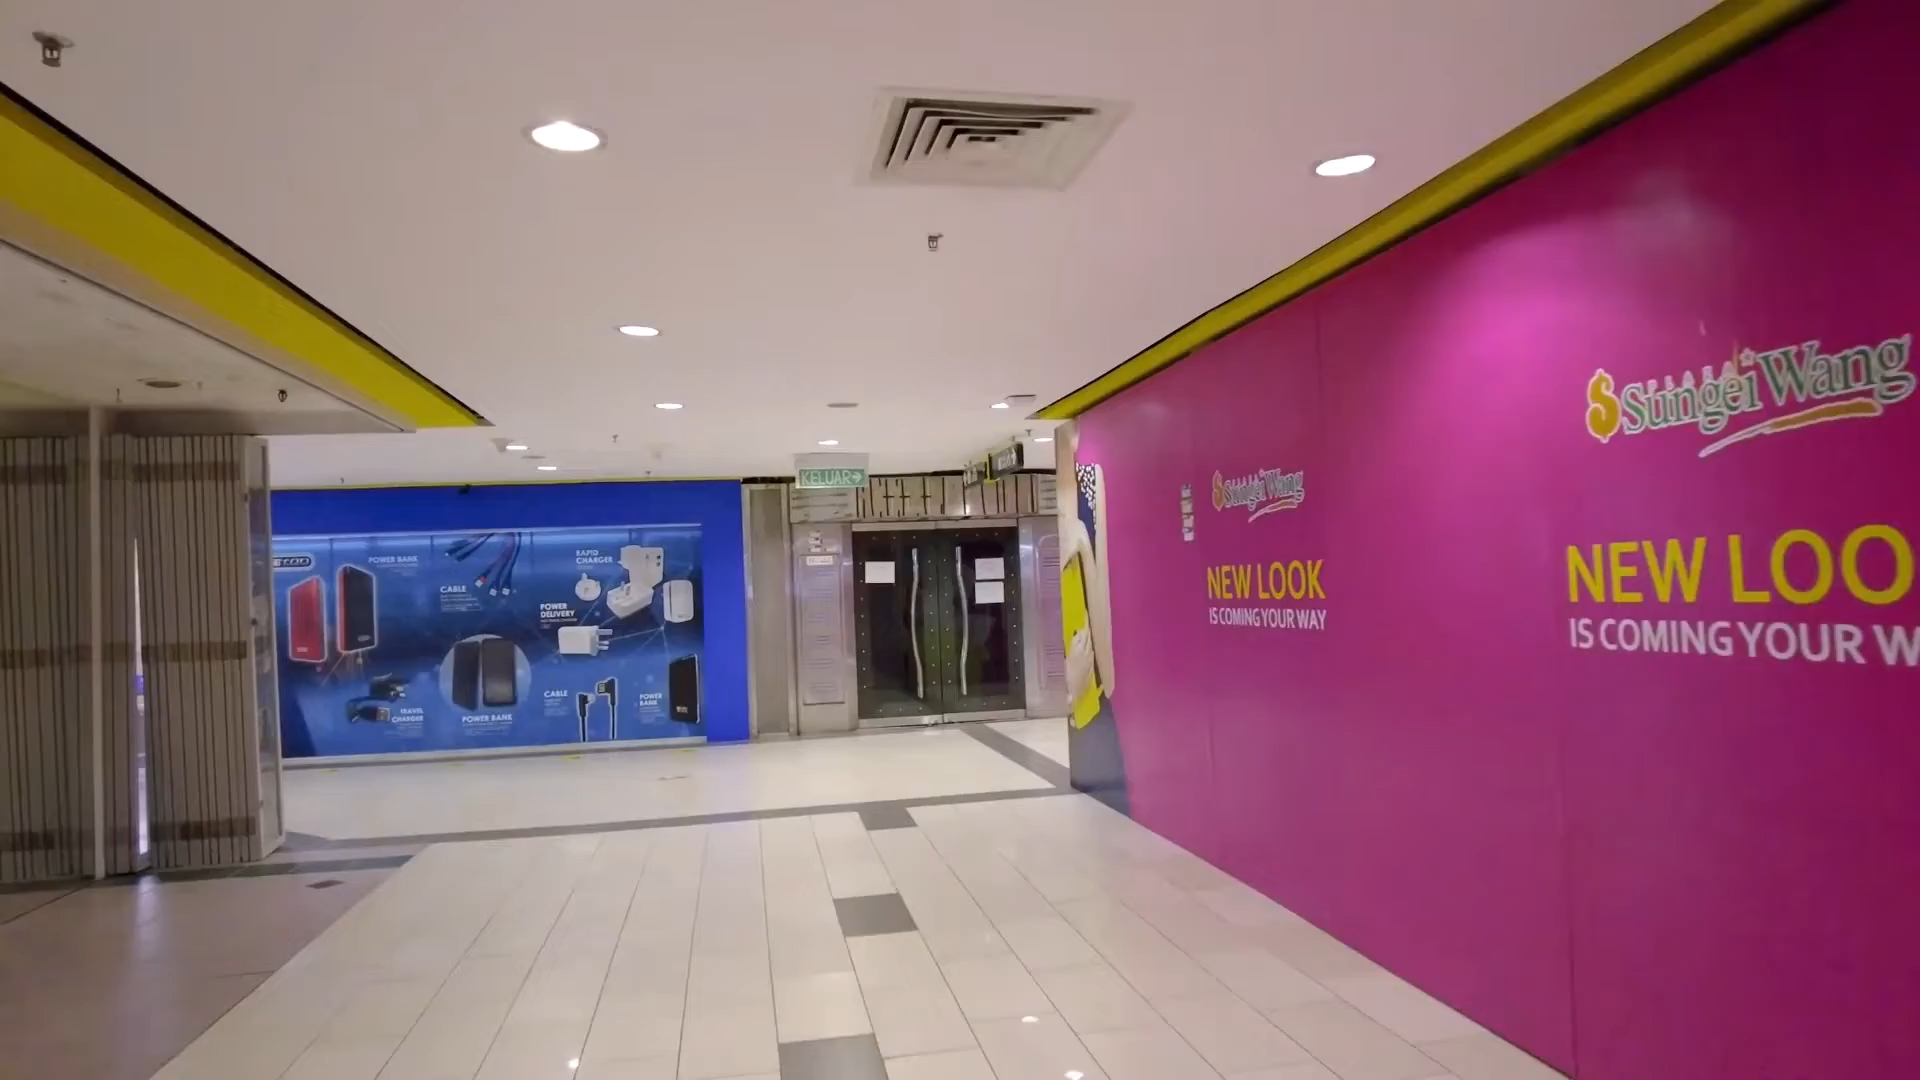 KELUAR→
POWER BANK
CABLE
RAPID
CHARGER
POWER
DELIVERY
TRAVEL
CHARGER
POWER BANK
CABLE
POWER
BANK
Sungei Wang
NEW LOOK
IS COMING YOUR WAY
Sungei Wang
NEW LOO
IS COMING YOUR W